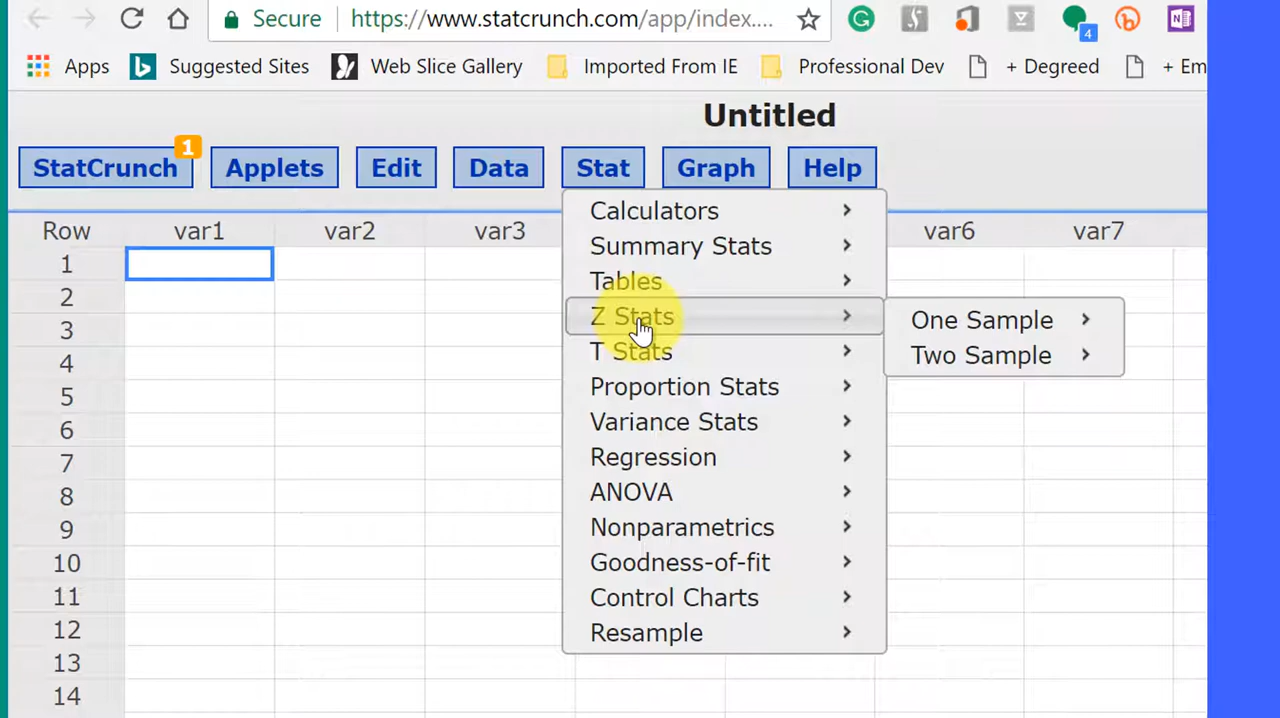 Secure https://www.statcrunch.com/app/index....
4
Apps Suggested Sites Web Slice Gallery Imported From IE Professional Dev + Degreed + Em
Untitled
StatCrunch 1 Applets Edit Data Stat Graph Help
Row var1 var2 var3 var6 var7
Calculators
Summary Stats
Tables
Z Stats
T Stats
Proportion Stats
Variance Stats
Regression
ANOVA
Nonparametrics
Goodness-of-fit
Control Charts
Resample
One Sample
Two Sample
1
2
3
4
5
6
7
8
9
10
11
12
13
14